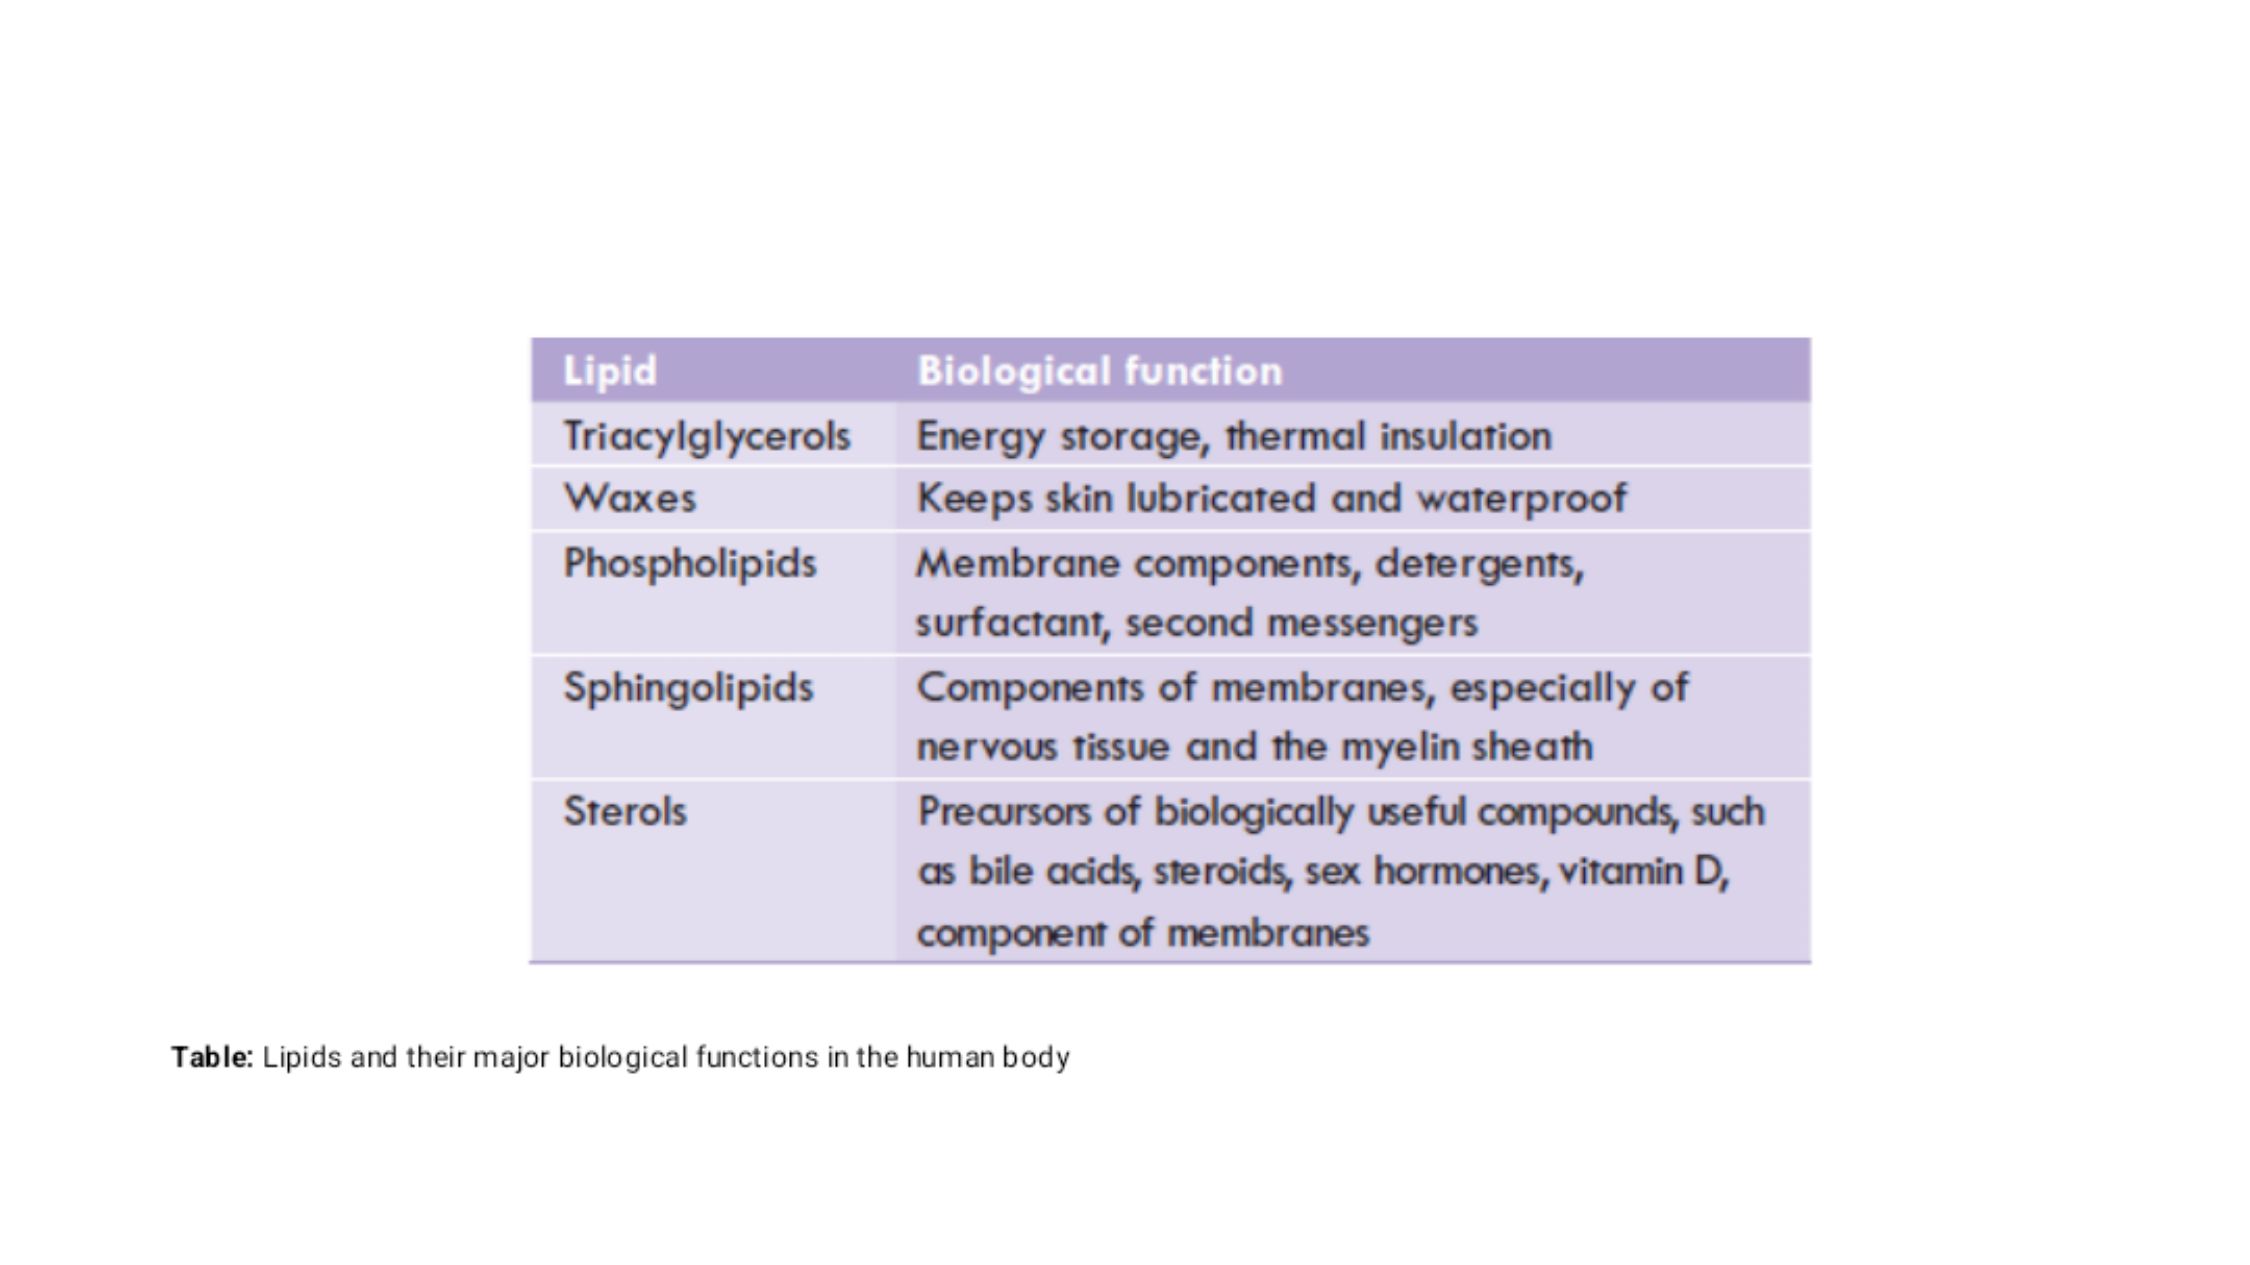 Lipid Biological function
Triacylglycerols Energy storage, thermal insulation
Waxes Keeps skin lubricated and waterproof
Phospholipids Membrane components, detergents,
surfactant, second messengers
Sphingolipids Components of membranes, especially of
nervous tissue and the myelin sheath
Sterols Precursors of biologically useful compounds, such
as bile acids, steroids, sex hormones, vitamin D,
component of membranes
Table: Lipids and their major biological functions in the human body